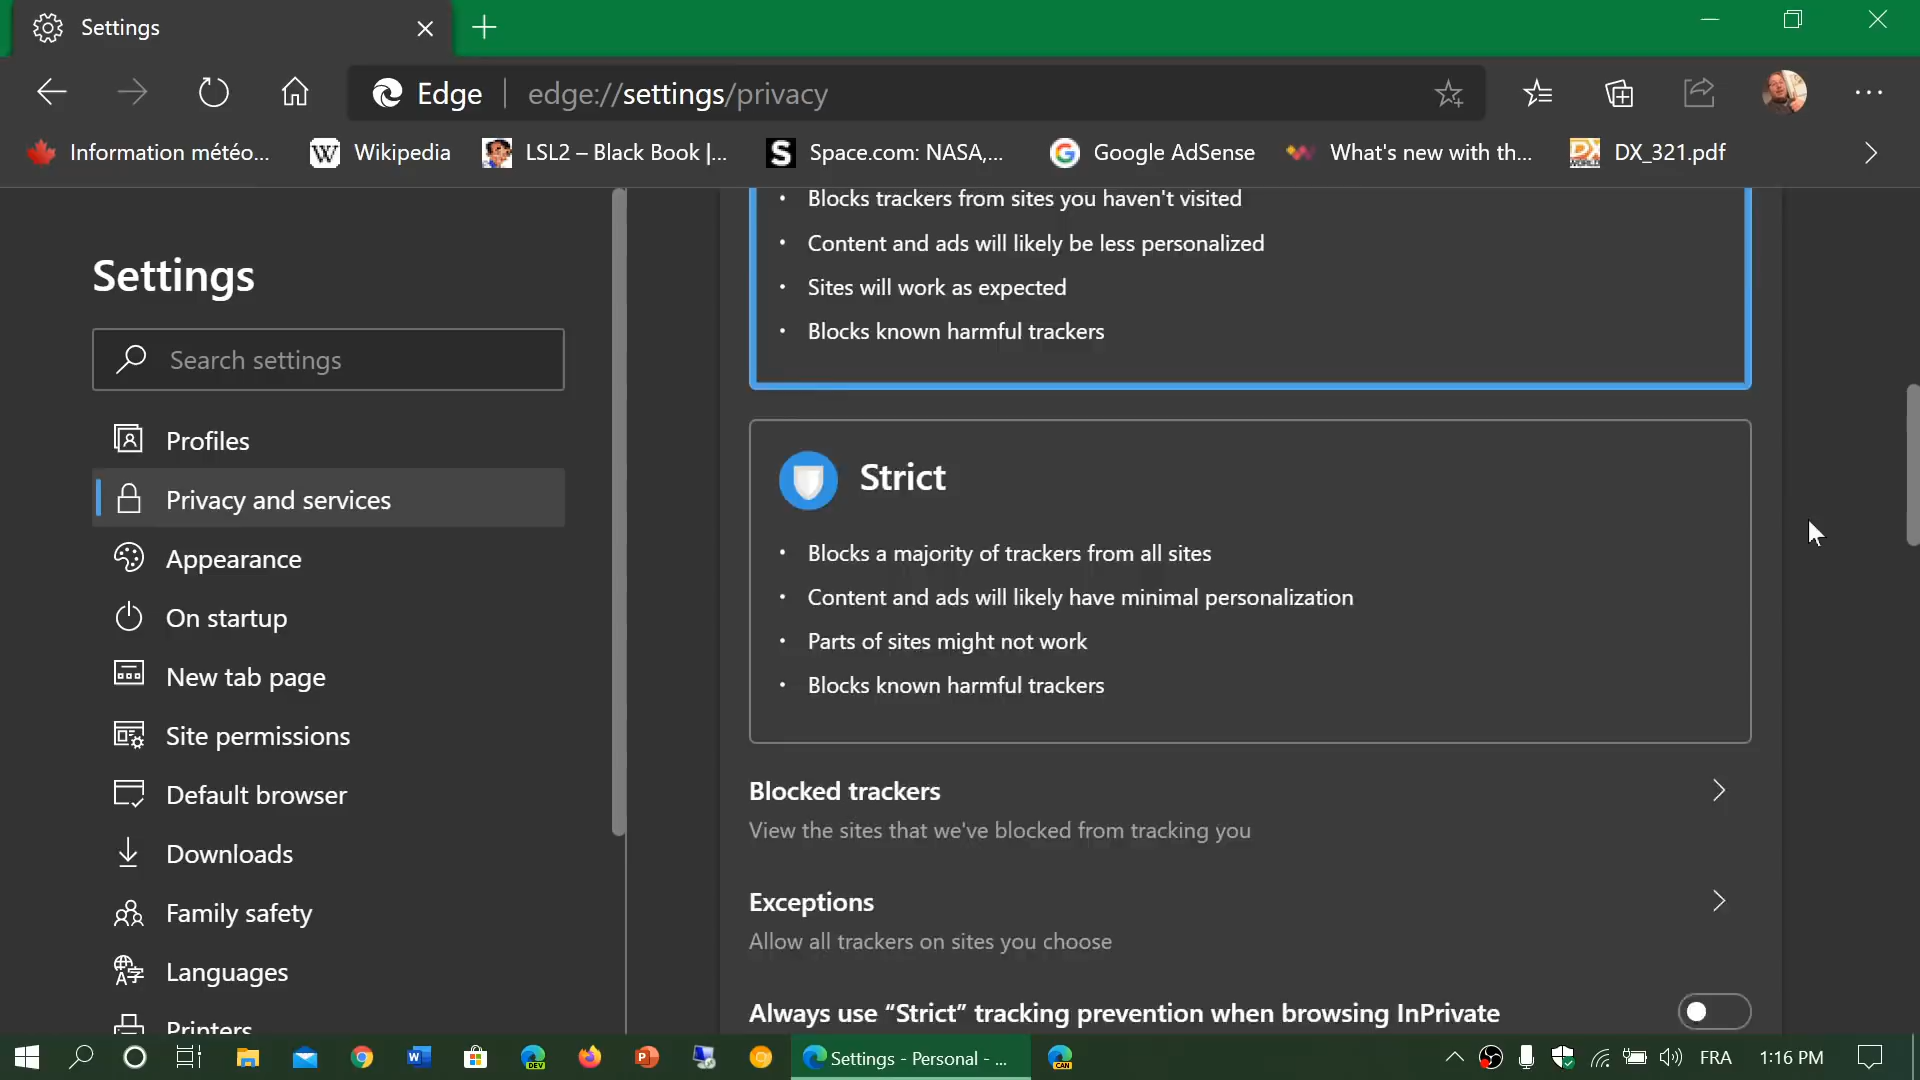 Settings
Edge edge://settings/privacy
Information météo... Wikipedia LSL2 – Black Book |... Space.com: NASA,... Google AdSense What's new with th... DX_321.pdf
Blocks trackers from sites you haven't visited
Content and ads will likely be less personalized
Sites will work as expected
Blocks known harmful trackers
Settings
Search settings
Profiles
Privacy and services
Appearance
On startup
New tab page
Site permissions
Default browser
Downloads
Family safety
Languages
Printers
Strict
Blocks a majority of trackers from all sites
Content and ads will likely have minimal personalization
Parts of sites might not work
Blocks known harmful trackers
Blocked trackers
View the sites that we've blocked from tracking you
Exceptions
Allow all trackers on sites you choose
Always use “Strict” tracking prevention when browsing InPrivate
Settings - Personal - ...
FRA 1:16 PM